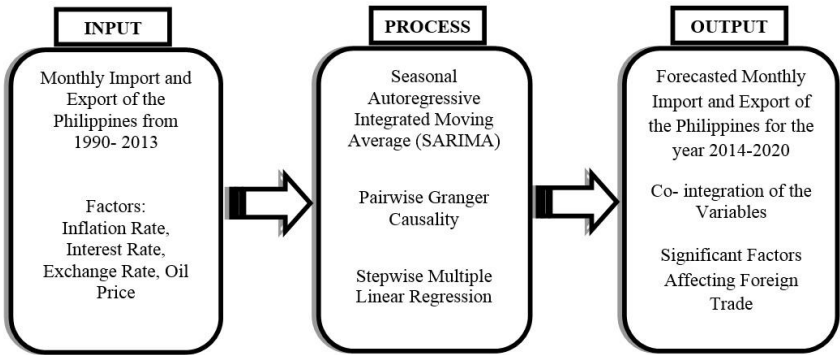 INPUT
Monthly Import and
Export of the
Philippines from
1990- 2013
Factors:
Inflation Rate,
Interest Rate,
Exchange Rate, Oil
Price
PROCESS
Seasonal
Autoregressive
Integrated Moving
Average (SARIMA)
Pairwise Granger
Causality
Stepwise Multiple
Linear Regression
OUTPUT
Forecasted Monthly
Import and Export of
the Philippines for the
year 2014-2020
Co- integration of the
Variables
Significant Factors
Affecting Foreign
Trade